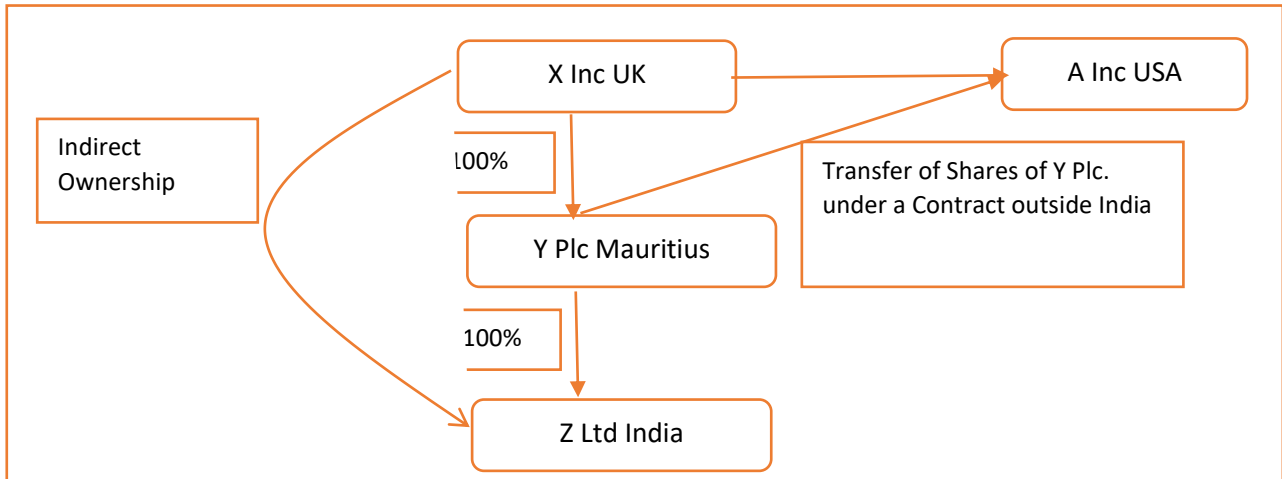 X Inc UK
A Inc USA
Indirect
Ownership
100%
Transfer of Shares of Y Plc.
under a Contract outside India
Y Plc Mauritius
100%
Z Ltd India